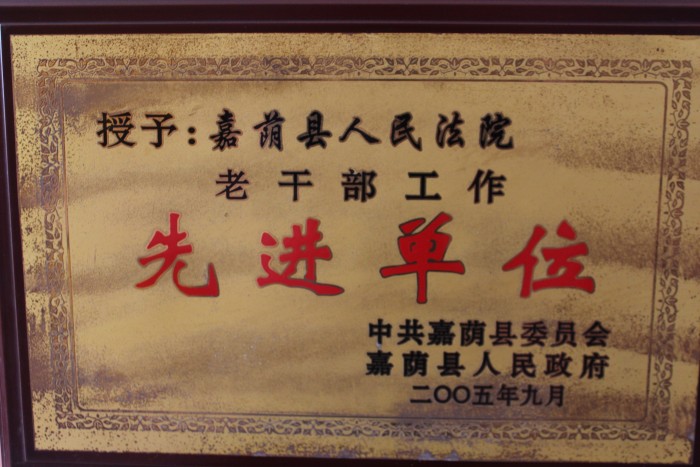 授予:嘉荫县人民法院
老干部工作
先进单位
中共嘉荫县委员会
嘉荫县人民政府
二〇〇五年九月